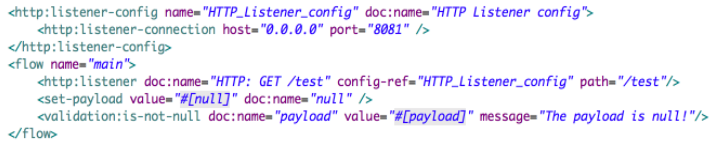 <http:listener-config name="HTTP_Listener_config" doc:name="HTTP Listener config">
<http:listener-connection host="0.0.0.0" port="8081" />
</http:listener-config>
<flow name="main">
<http:listener doc:name="HTTP: GET /test" config-ref="HTTP_Listener_config" path="/test"/>
<set-payload value="#[null]" doc:name="null" />
<validation:is-not-null doc:name="payload" value="#[payload]" message="The payload is null!"/>
</flow>